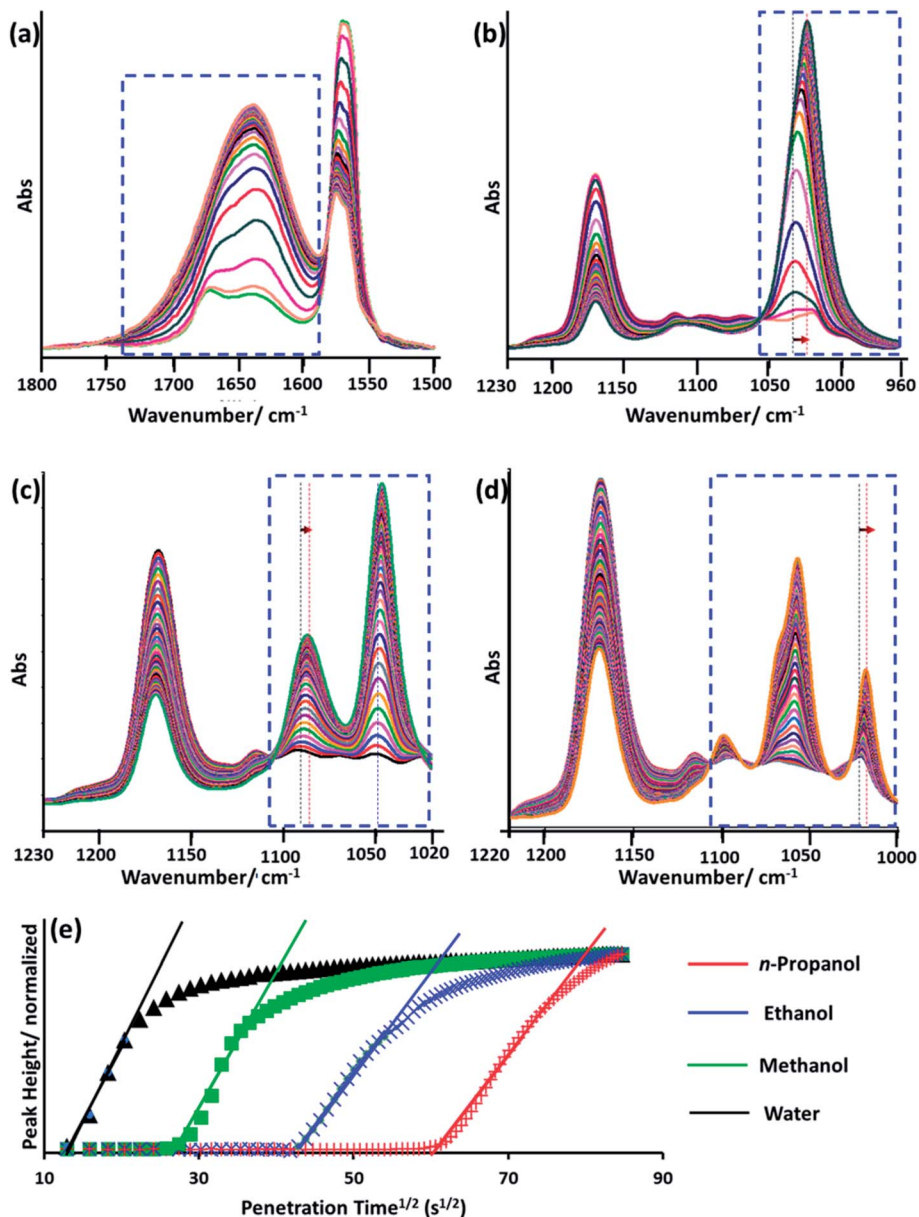 (a)
Abs
1800 1750 1700 1650 1600 1550 1500
Wavenumber/ cm-1
(b)
Abs
1230 1200 1150 1100 1050 1000 960
Wavenumber/ cm-1
(c)
Abs
1230 1200 1150 1100 1050 1020
Wavenumber/ cm-1
(d)
Abs
1220 1200 1150 1100 1050 1000
Wavenumber/ cm-1
(e)
Peak Height/ normalized
10 30 50 70 90
Penetration Time1/2 (s1/2)
n-Propanol
Ethanol
Methanol
Water